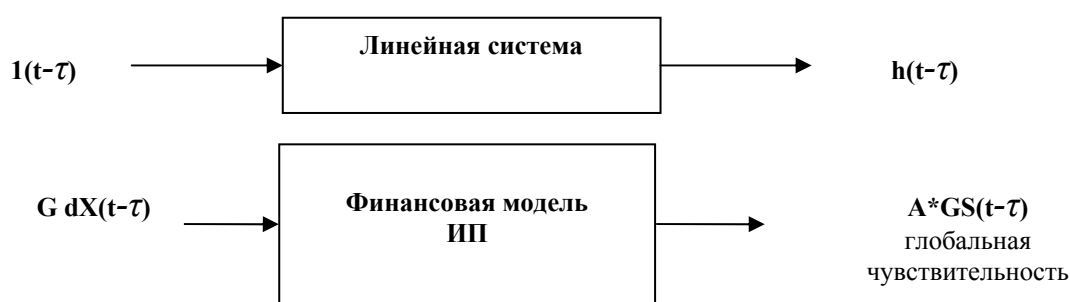 Линейная система
1(t-τ)
h(t-τ)
G dX(t-τ)
Финансовая модель
ИП
A*GS(t-τ)
глобальная
чувствительность